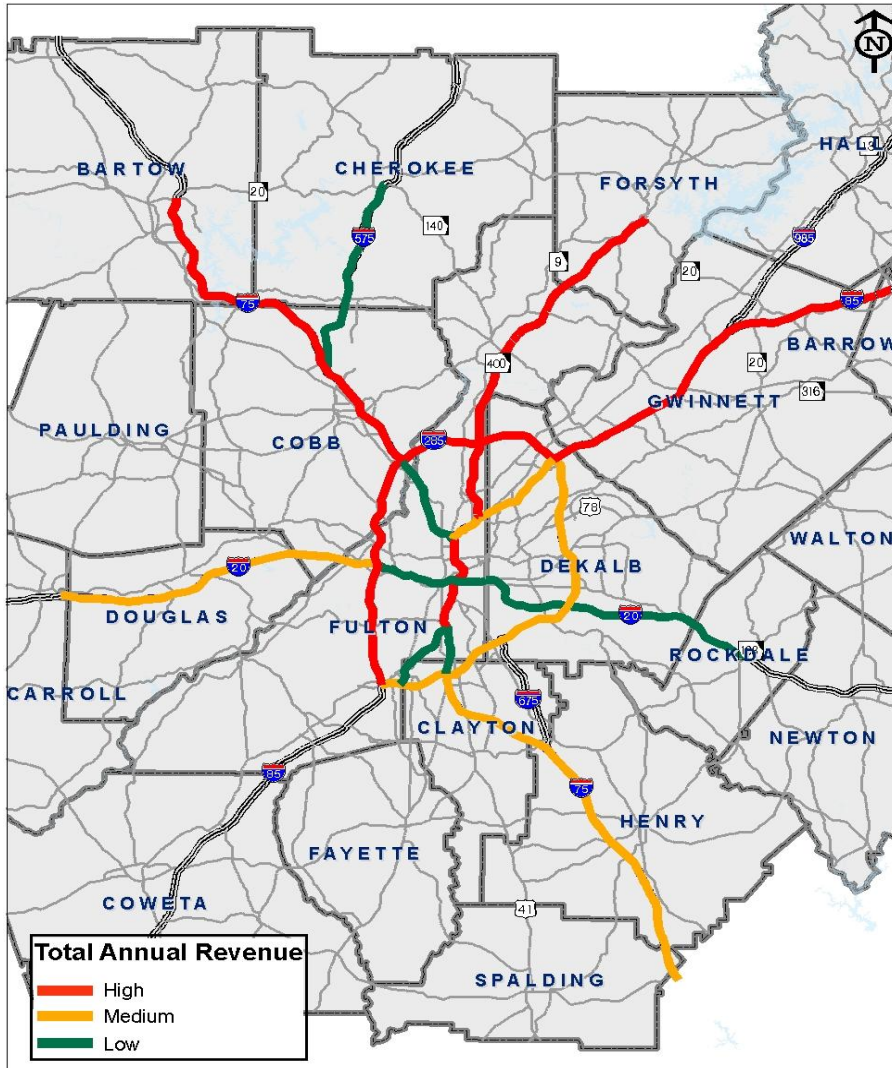 N
HALL
13
BARTOW
CHEROKEE
FORSYTH
20
140
575
985
9
20
75
85
BARROW
400
20
316
GWINNETT
PAULDING
COBB
285
78
WALTON
20
DEKALB
DOUGLAS
FULTON
20
ROCKDALE
CARROLL
675
CLAYTON
NEWTON
85
75
HENRY
FAYETTE
COWETA
41
Total Annual Revenue
SPALDING
High
Medium
Low